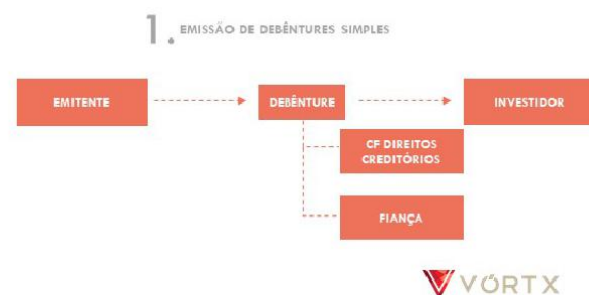 1. EMISSÃO DE DEBÊNTURES SIMPLES
EMITENTE
DEBÊNTURE
INVESTIDOR
CF DIREITOS
CREDITÓRIOS
FIANÇA
VÓRTX